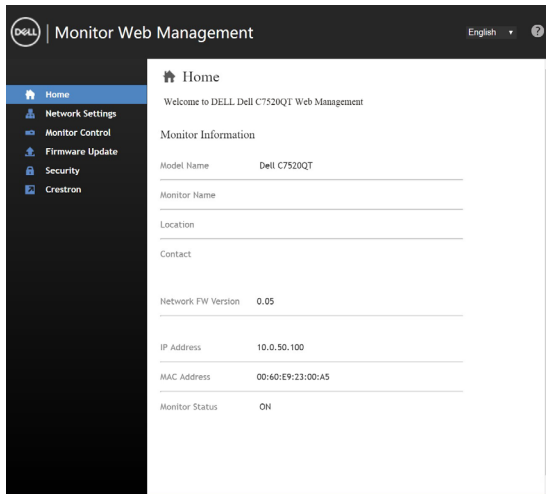 DELL | Monitor Web Management
English
?
Home
Network Settings
Monitor Control
Firmware Update
Security
Crestron
Home
Welcome to DELL Dell C7520QT Web Management
Monitor Information
Model Name Dell C7520QT
Monitor Name
Location
Contact
Network FW Version 0.05
IP Address 10.0.50.100
MAC Address 00:60:E9:23:00:A5
Monitor Status ON